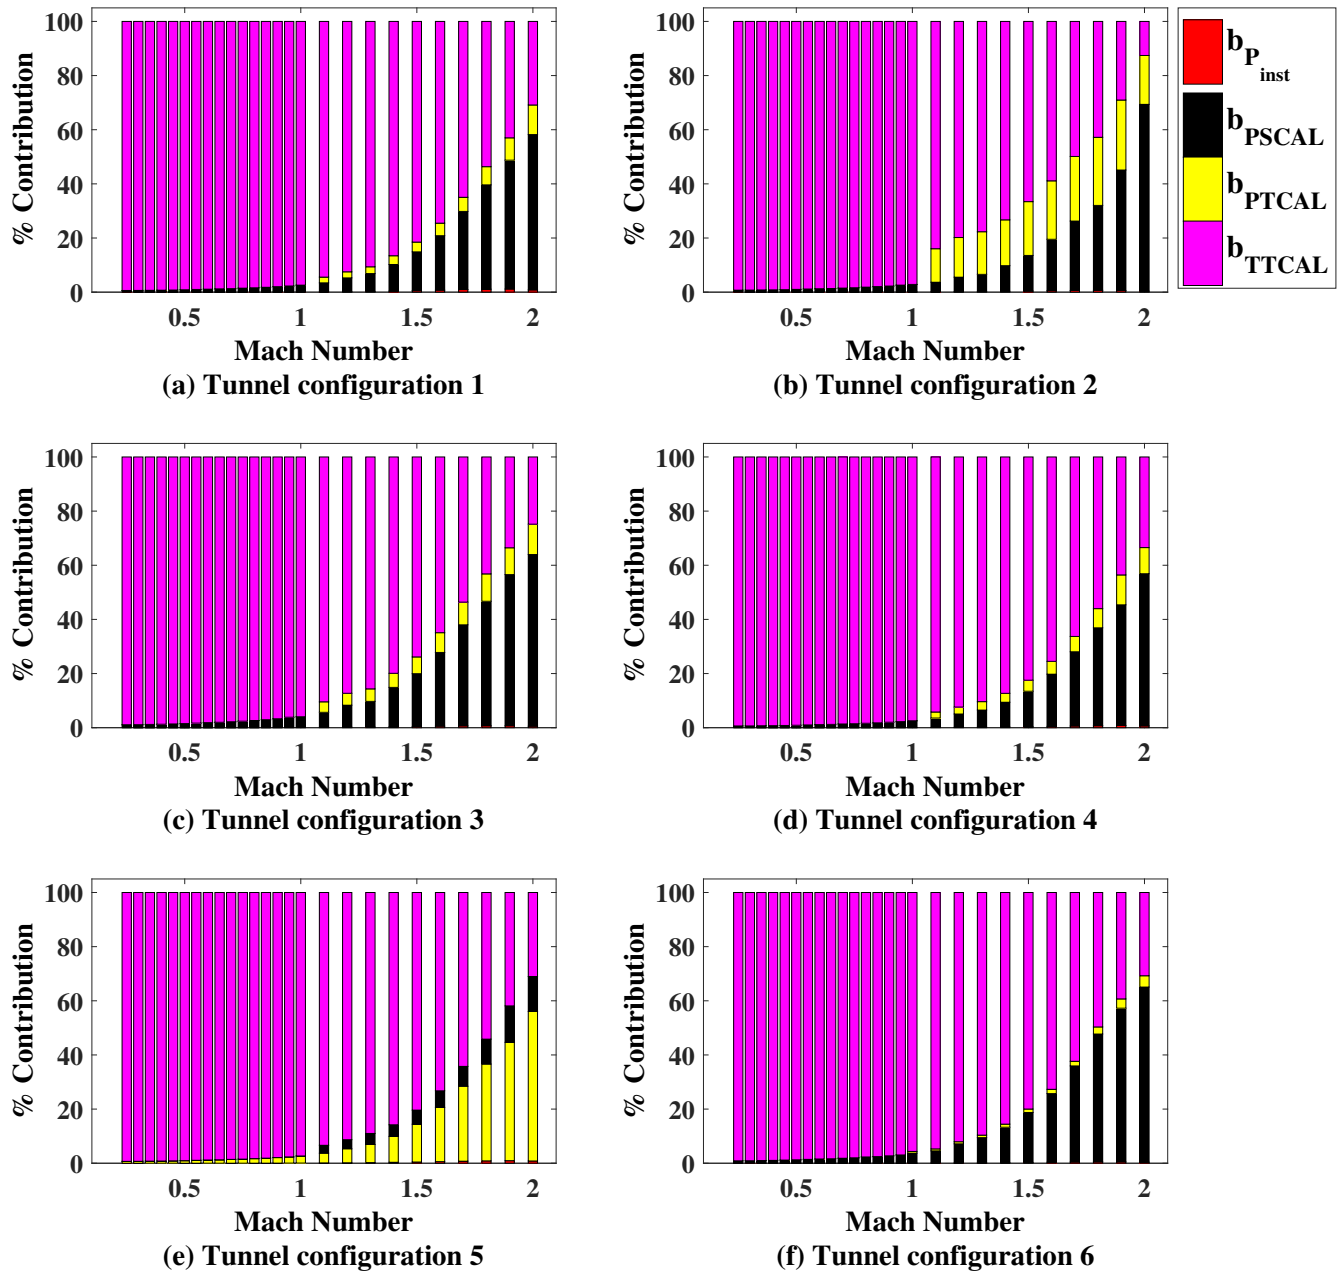 100
80
60
40
20
0
% Contribution
0.5 1 1.5 2
Mach Number
(a) Tunnel configuration 1
100
80
60
40
20
0
% Contribution
0.5 1 1.5 2
Mach Number
(b) Tunnel configuration 2
b_P_inst
b_PSCAL
b_PTCAL
b_TTCAL
100
80
60
40
20
0
% Contribution
0.5 1 1.5 2
Mach Number
(c) Tunnel configuration 3
100
80
60
40
20
0
% Contribution
0.5 1 1.5 2
Mach Number
(d) Tunnel configuration 4
100
80
60
40
20
0
% Contribution
0.5 1 1.5 2
Mach Number
(e) Tunnel configuration 5
100
80
60
40
20
0
% Contribution
0.5 1 1.5 2
Mach Number
(f) Tunnel configuration 6